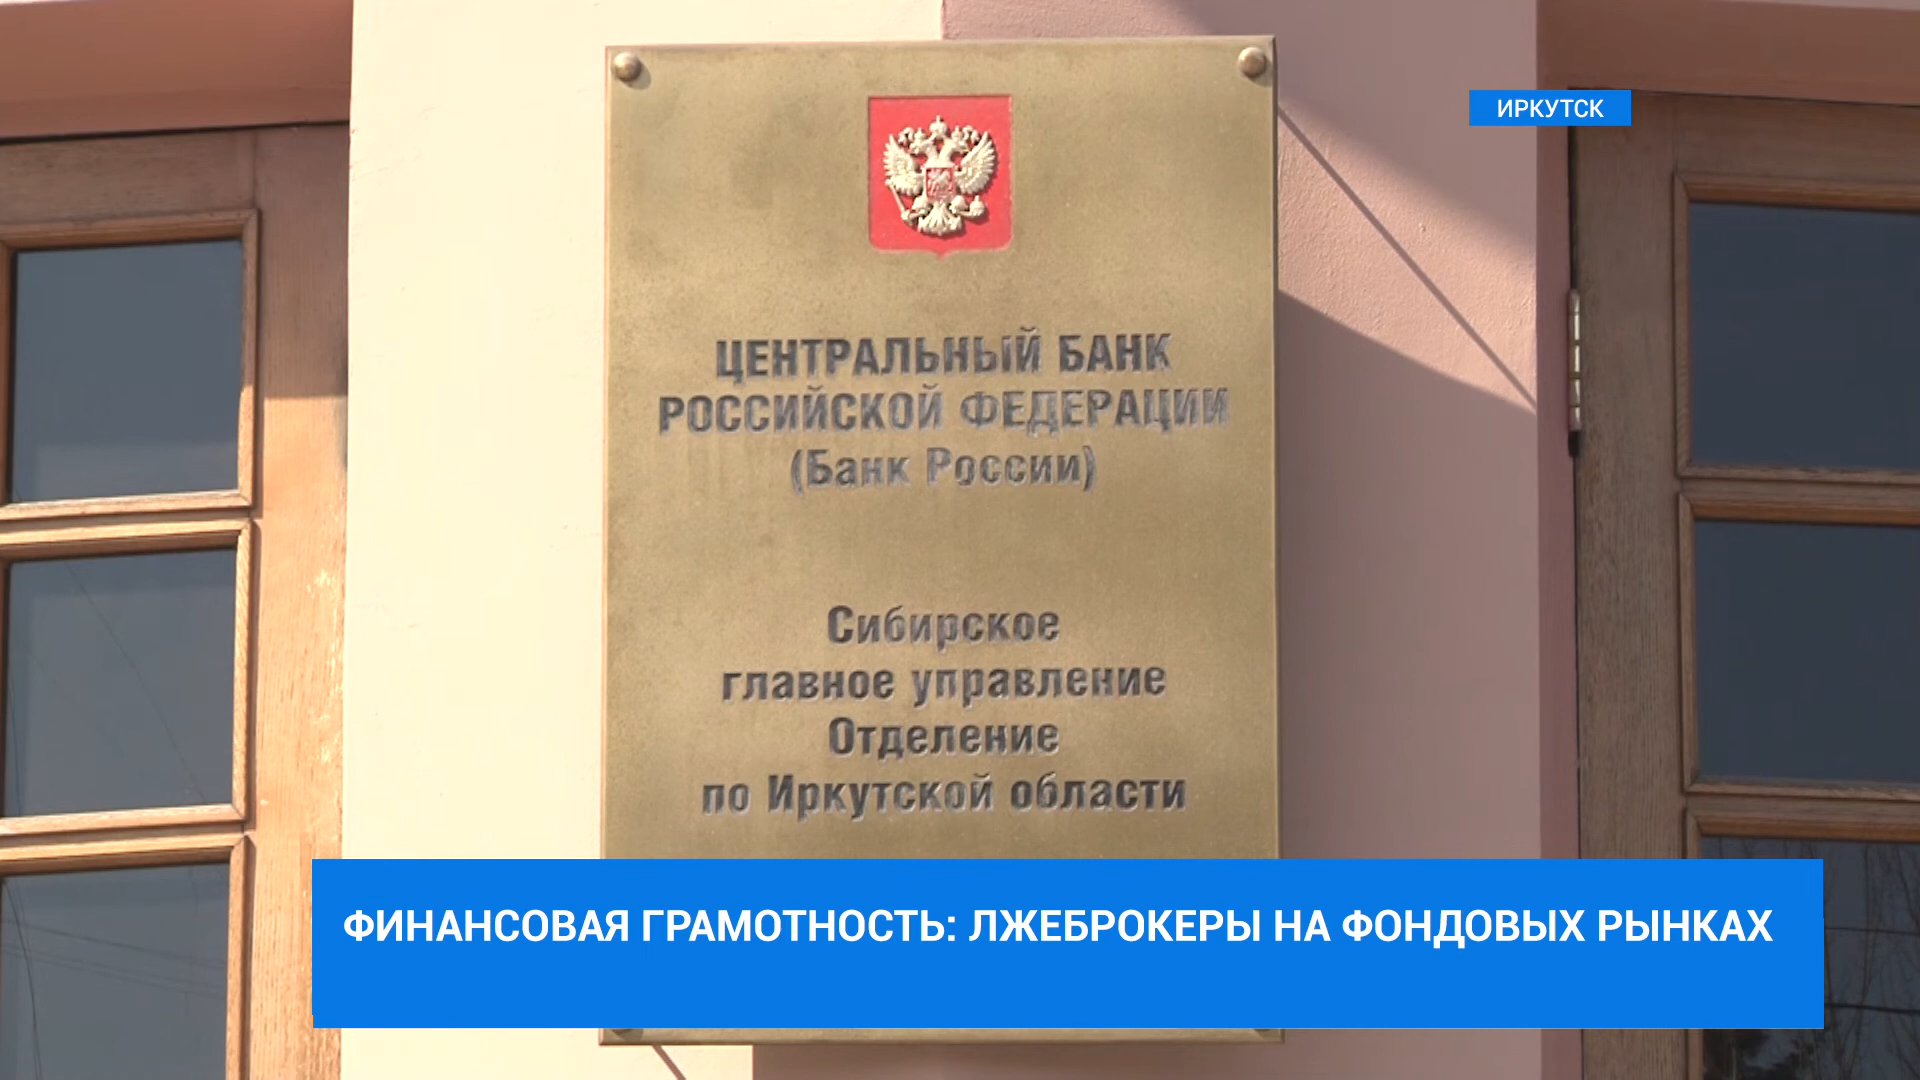 ИРКУТСК
ЦЕНТРАЛЬНЫЙ БАНК
РОССИЙСКОЙ ФЕДЕРАЦИИ
(Банк России)
Сибирское
главное управление
Отделение
по Иркутской области
ФИНАНСОВАЯ ГРАМОТНОСТЬ: ЛЖЕБРОКЕРЫ НА ФОНДОВЫХ РЫНКАХ